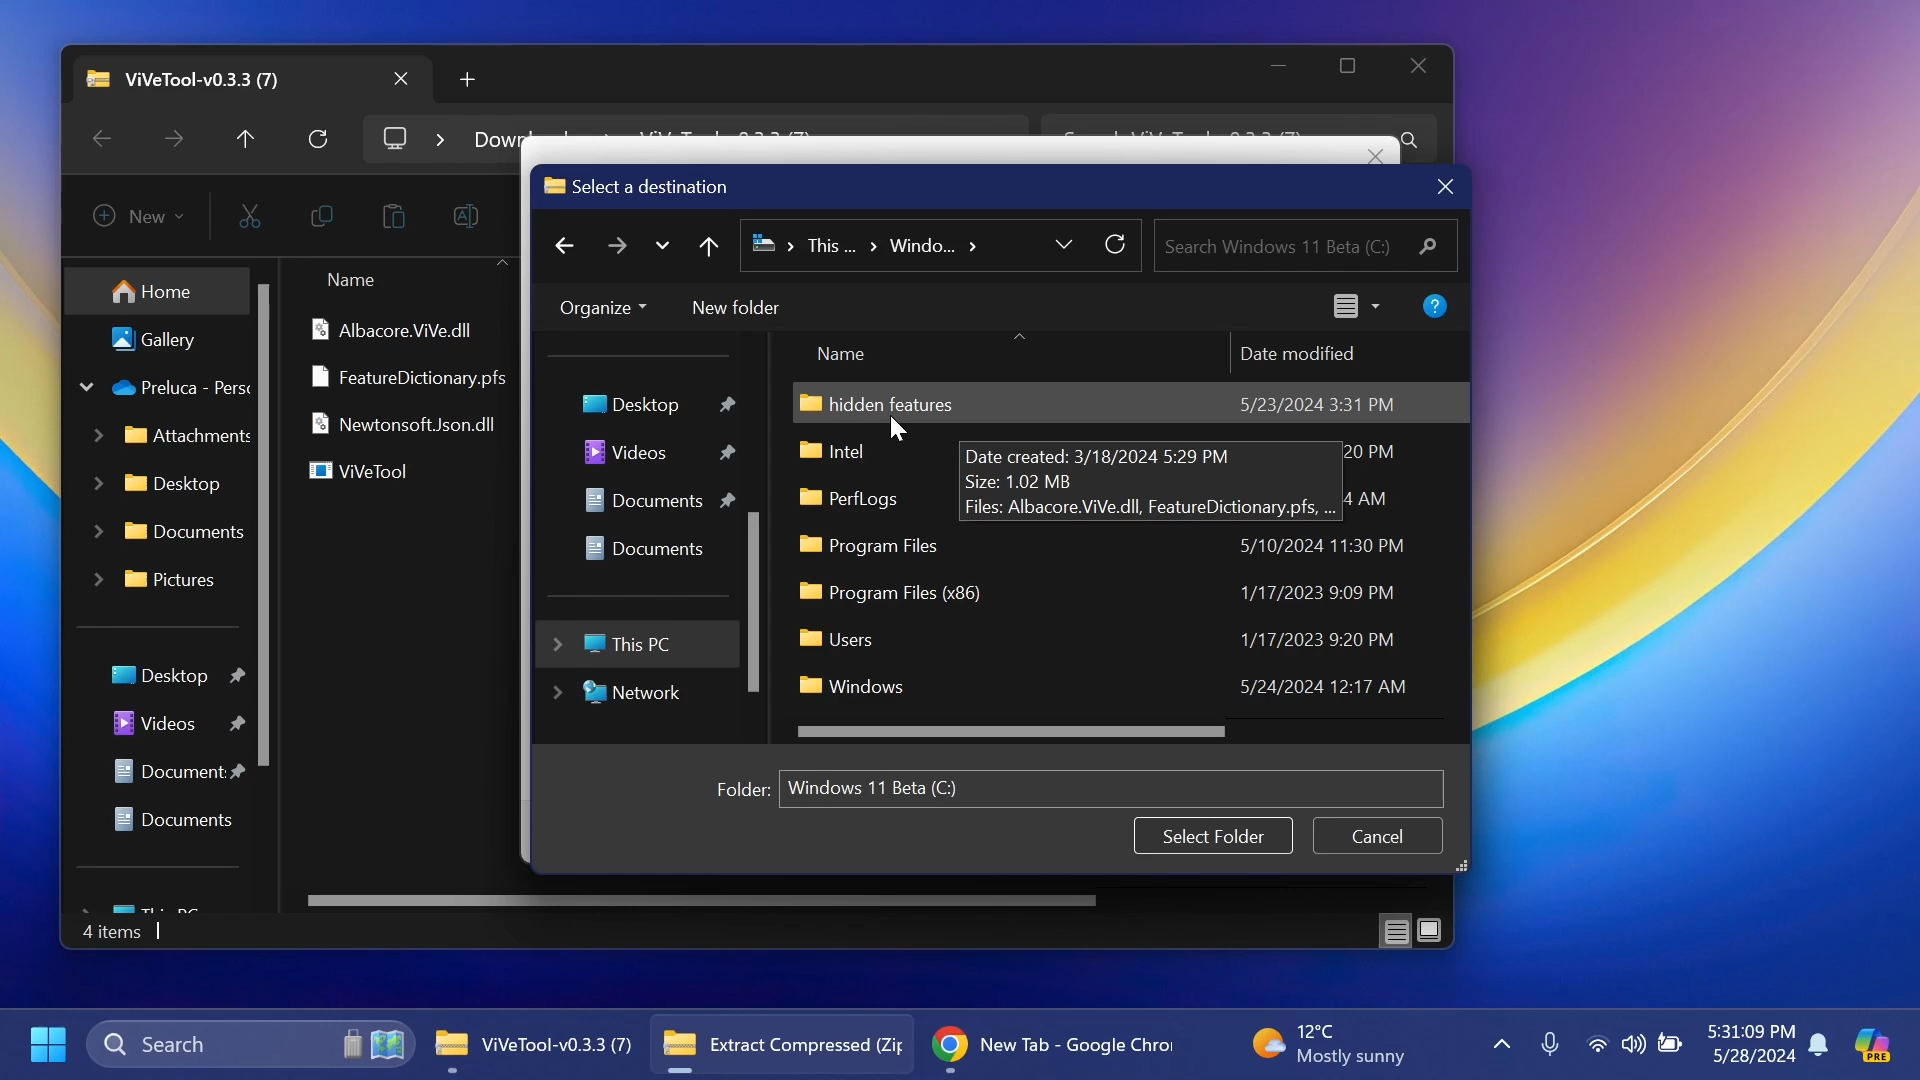 ViVeTool-v0.3.3 (7)
New
Home
Gallery
Preluca - Perso
Attachments
Desktop
Documents
Pictures
Desktop
Videos
Document
Documents
Name
Albacore.ViVe.dll
FeatureDictionary.pfs
Newtonsoft.Json.dll
ViVeTool
4 items
Select a destination
This ... Windo...
Search Windows 11 Beta (C:)
Organize New folder
Desktop
Videos
Documents
Documents
This PC
Network
Name Date modified
hidden features 5/23/2024 3:31 PM
Intel 20 PM
PerfLogs 4 AM
Program Files 5/10/2024 11:30 PM
Program Files (x86) 1/17/2023 9:09 PM
Users 1/17/2023 9:20 PM
Windows 5/24/2024 12:17 AM
Date created: 3/18/2024 5:29 PM
Size: 1.02 MB
Files: Albacore.ViVe.dll, FeatureDictionary.pfs, ...
Folder: Windows 11 Beta (C:)
Select Folder Cancel
Search
ViVeTool-v0.3.3 (7)
Extract Compressed (Zip
New Tab - Google Chro
12°C
Mostly sunny
5:31:09 PM
5/28/2024
PRE